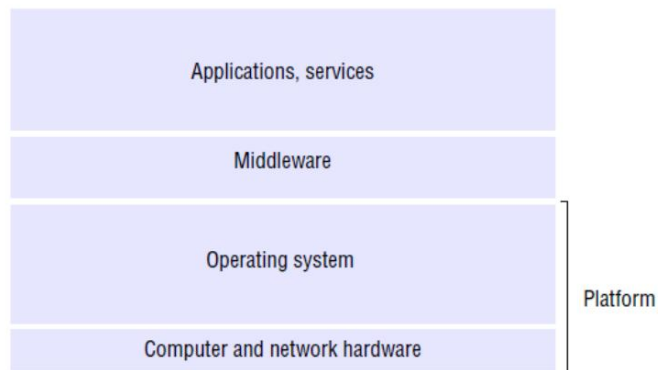 Applications, services
Middleware
Operating system
Platform
Computer and network hardware